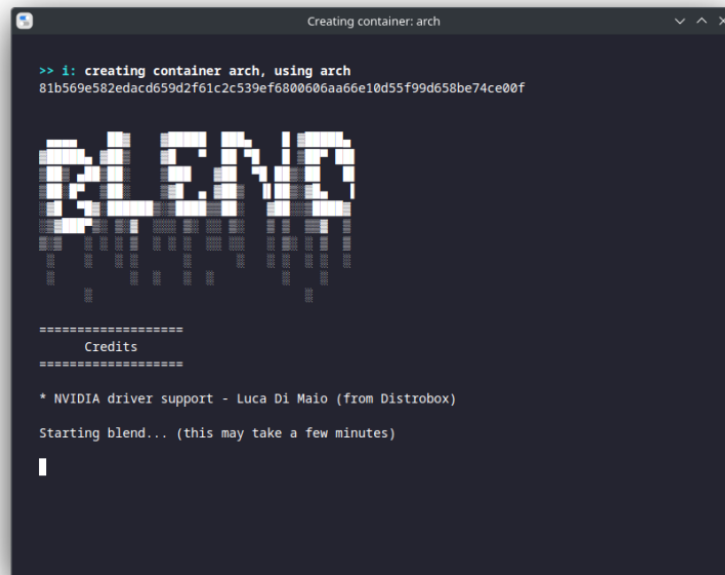 Creating container: arch
>> i: creating container arch, using arch
81b569e582edacd659d2f61c2c539ef6800606aa66e10d55f99d658be74ce00f
BLEND
===================
Credits
===================
* NVIDIA driver support - Luca Di Maio (from Distrobox)
Starting blend... (this may take a few minutes)